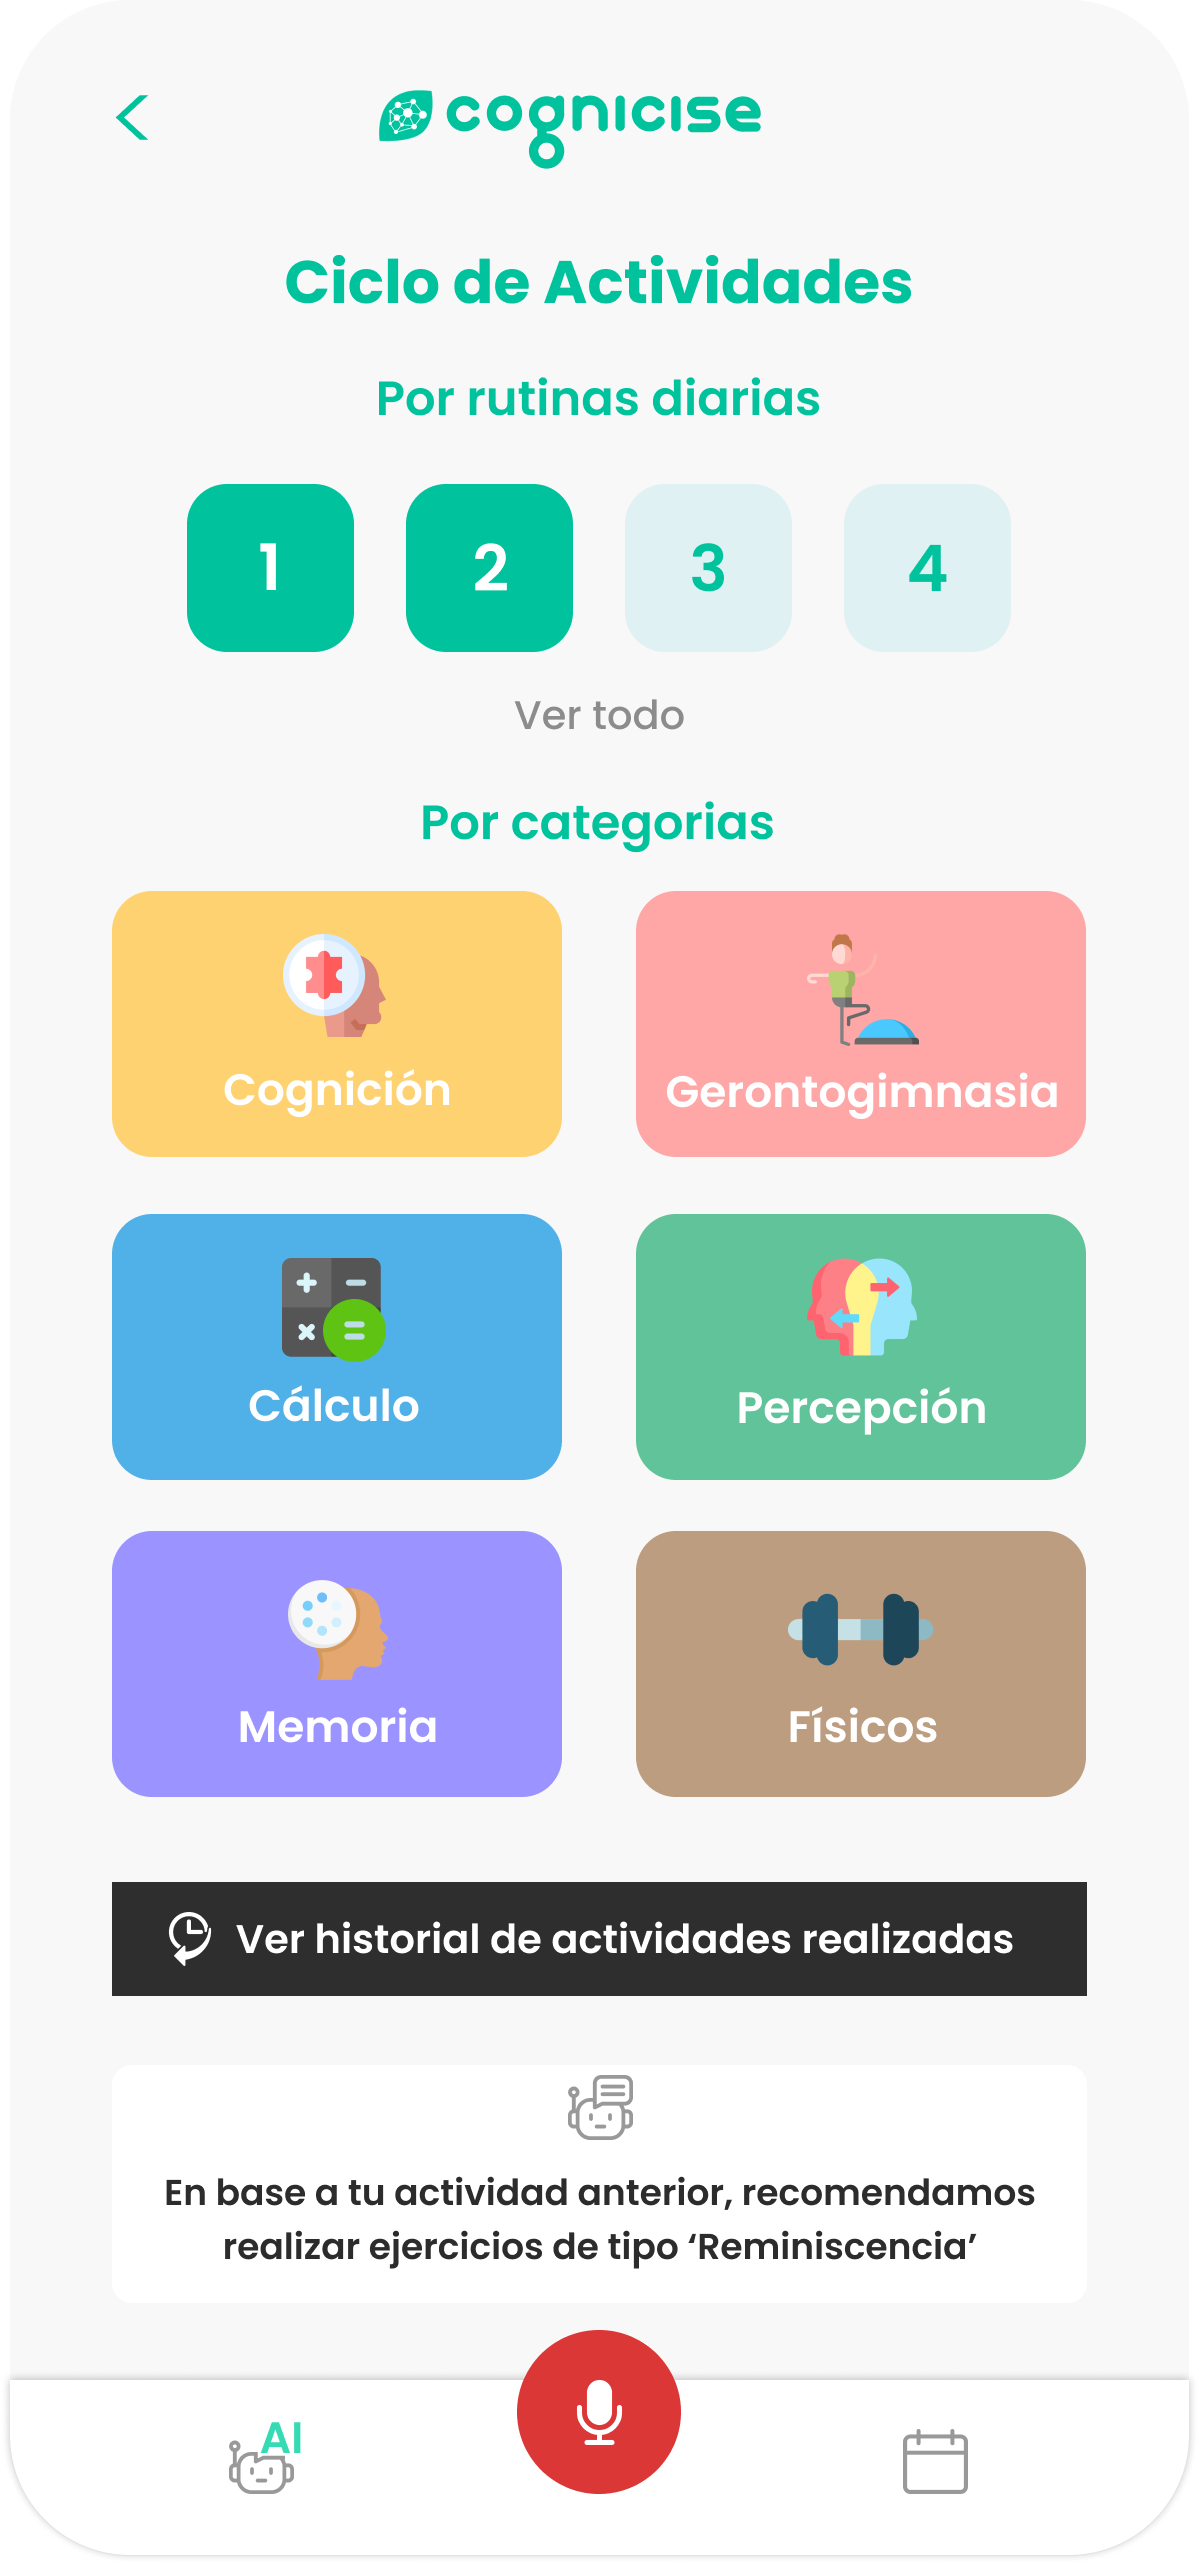 cognicise
Ciclo de Actividades
Por rutinas diarias
1 2 3 4
Ver todo
Por categorias
Cognición
Gerontogimnasia
Cálculo
Percepción
Memoria
Físicos
Ver historial de actividades realizadas
En base a tu actividad anterior, recomendamos
realizar ejercicios de tipo ‘Reminiscencia’
AI